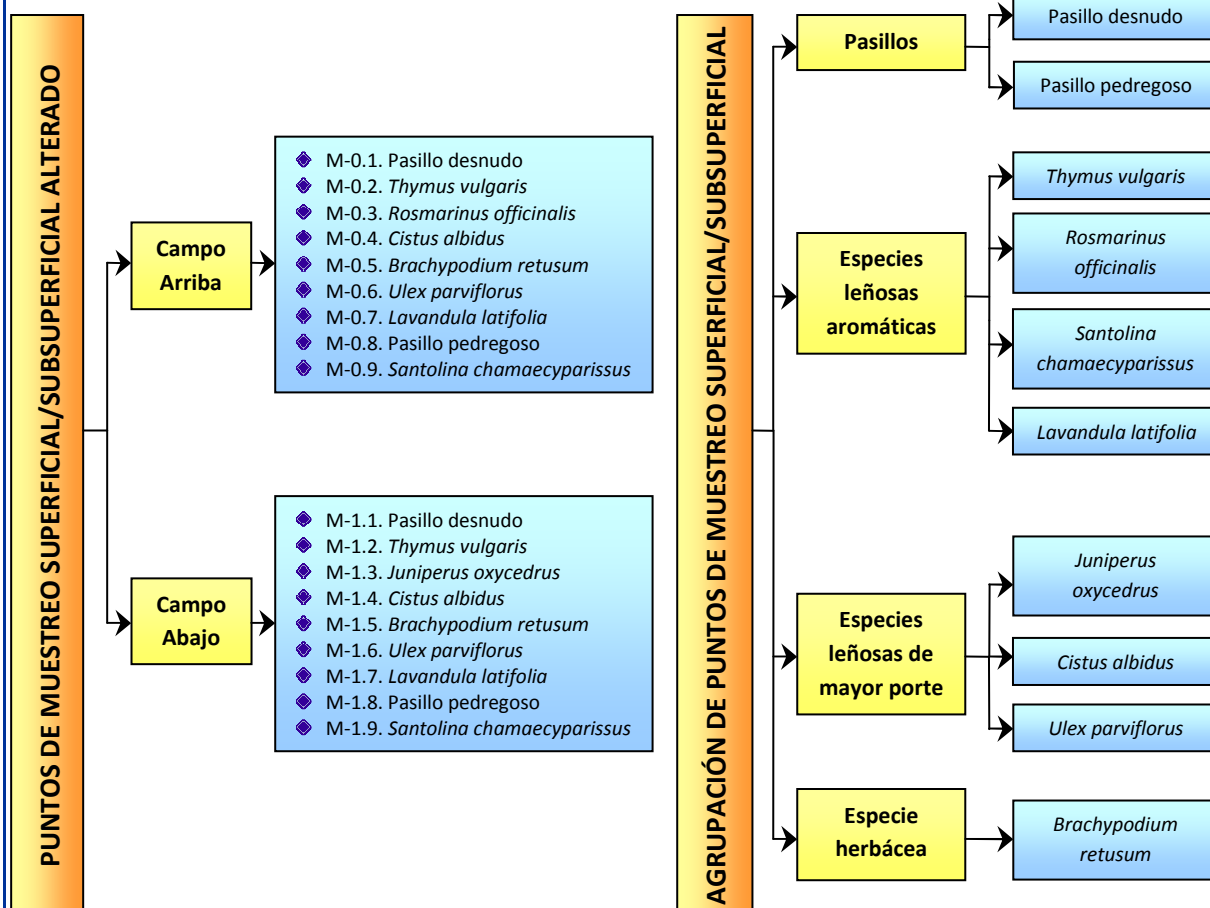 PUNTOS DE MUESTREO SUPERFICIAL/SUBSUPERFICIAL ALTERADO
Campo
Arriba
M-0.1. Pasillo desnudo
M-0.2. Thymus vulgaris
M-0.3. Rosmarinus officinalis
M-0.4. Cistus albidus
M-0.5. Brachypodium retusum
M-0.6. Ulex parviflorus
M-0.7. Lavandula latifolia
M-0.8. Pasillo pedregoso
M-0.9. Santolina chamaecyparissus
Campo
Abajo
M-1.1. Pasillo desnudo
M-1.2. Thymus vulgaris
M-1.3. Juniperus oxycedrus
M-1.4. Cistus albidus
M-1.5. Brachypodium retusum
M-1.6. Ulex parviflorus
M-1.7. Lavandula latifolia
M-1.8. Pasillo pedregoso
M-1.9. Santolina chamaecyparissus
AGRUPACIÓN DE PUNTOS DE MUESTREO SUPERFICIAL/SUBSUPERFICIAL
Pasillos
Pasillo desnudo
Pasillo pedregoso
Especies
leñosas
aromáticas
Thymus vulgaris
Rosmarinus
officinalis
Santolina
chamaecyparissus
Lavandula latifolia
Especies
leñosas de
mayor porte
Juniperus
oxycedrus
Cistus albidus
Ulex parviflorus
Especie
herbácea
Brachypodium
retusum